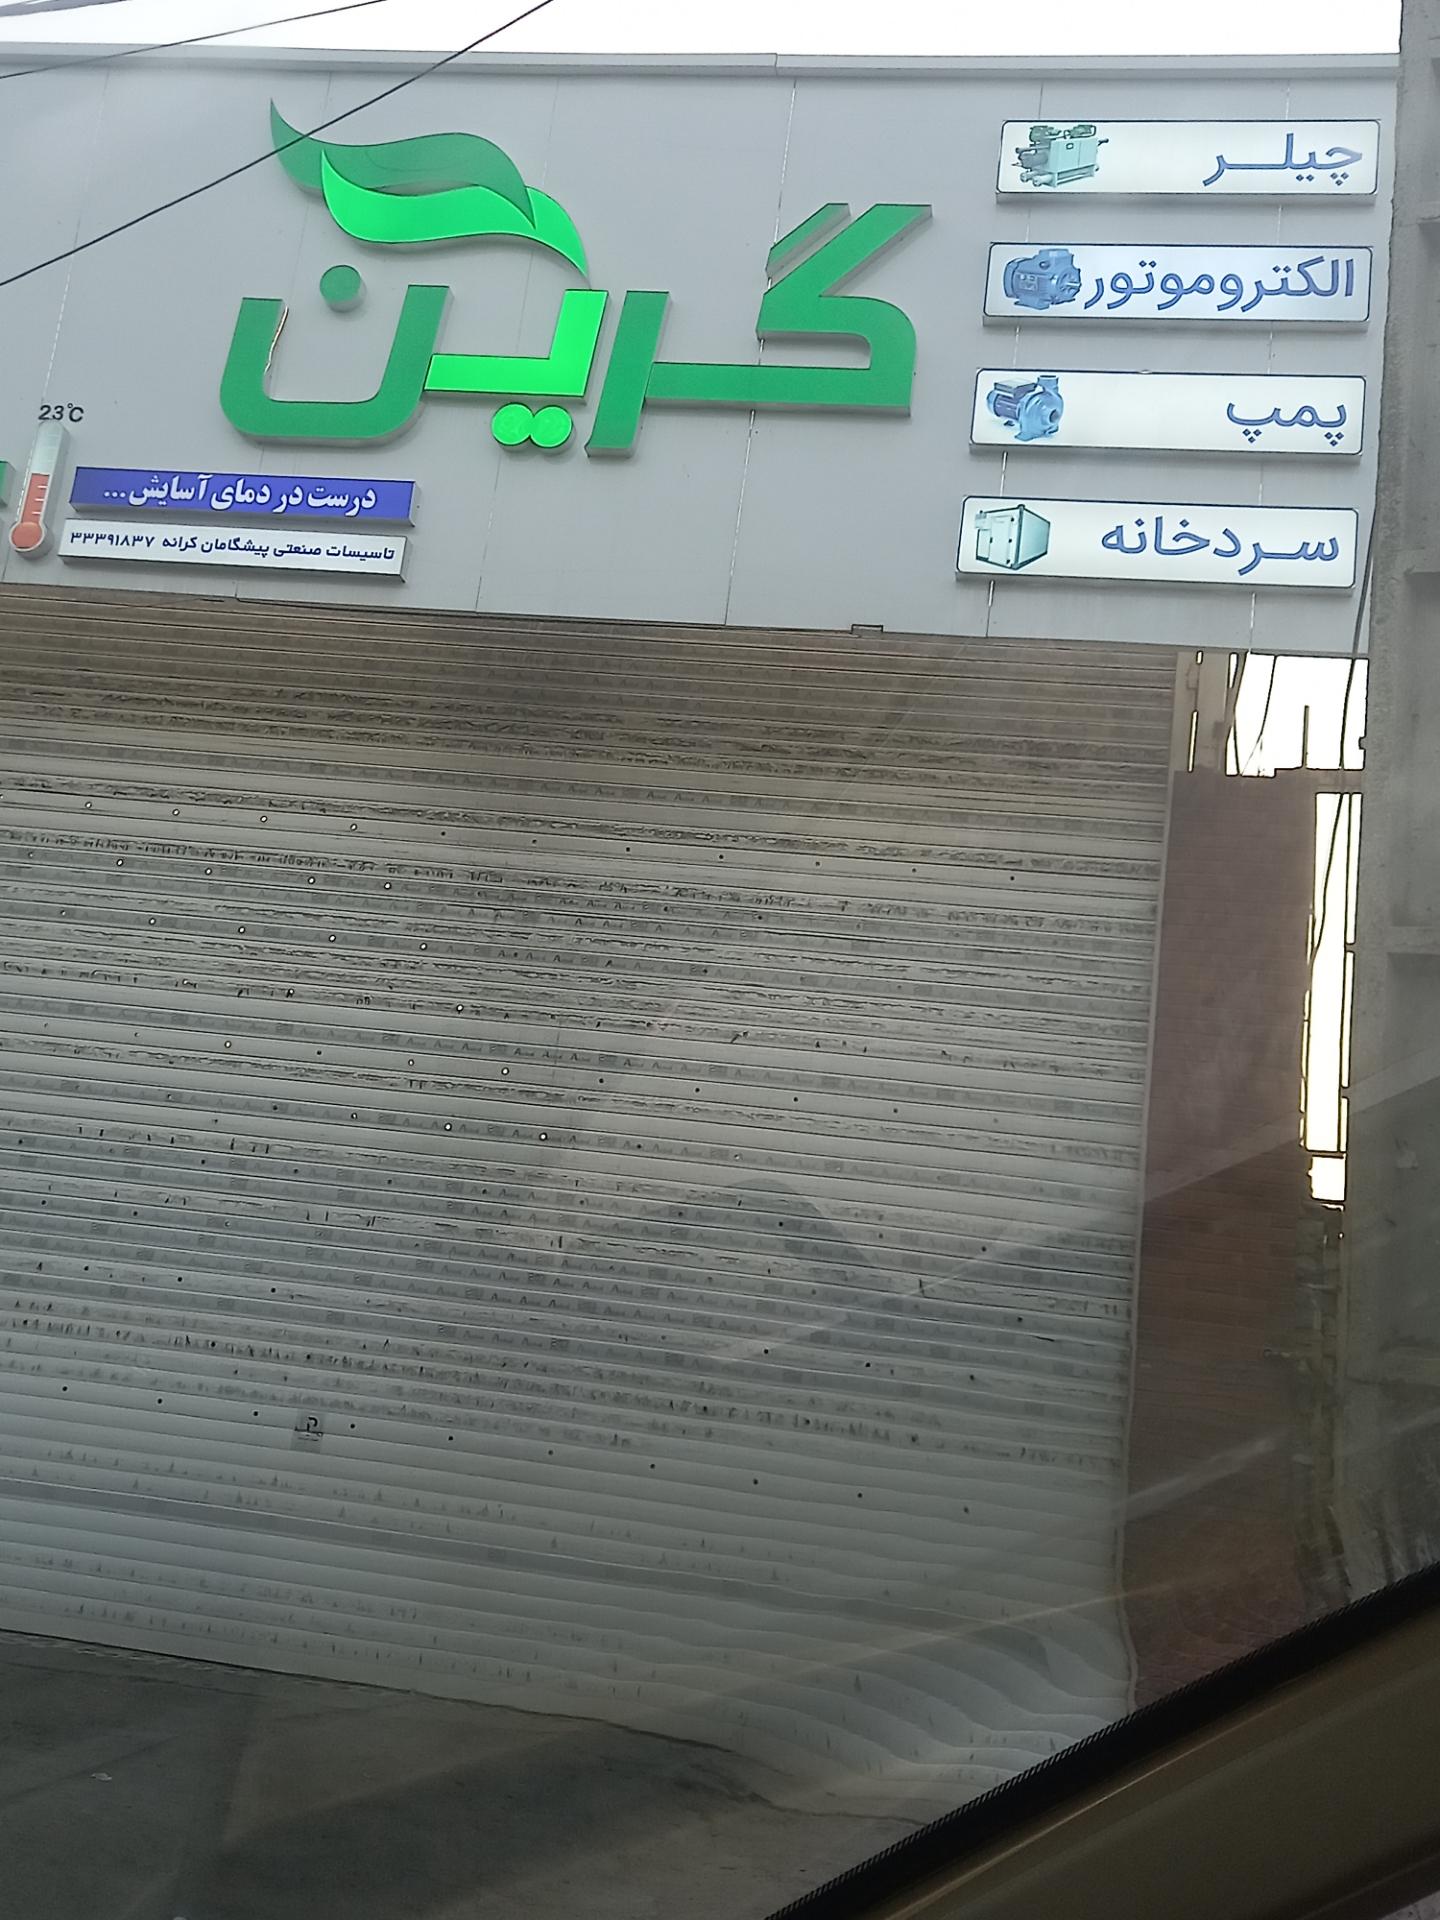 گرین
چیلر
الکتروموتور
پمپ
سردخانه
23°C
درست در دمای آسایش...
تاسیسات صنعتی پیشگامان کرانه ۳۳۳۹۱۸۳۷